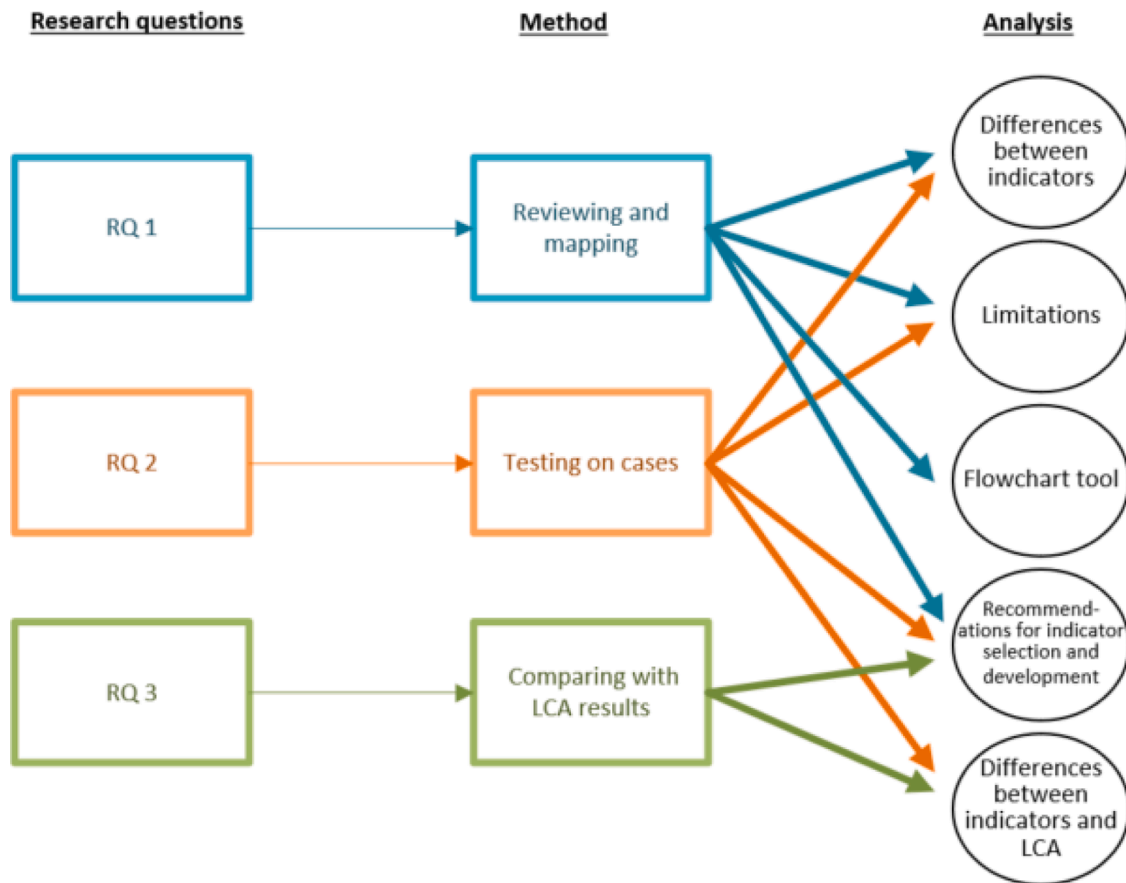 Research questions
Method
Analysis
RQ 1
Reviewing and
mapping
RQ 2
Testing on cases
RQ 3
Comparing with
LCA results
Differences
between
indicators
Limitations
Flowchart tool
Recommend-
ations for indicator
selection and
development
Differences
between
indicators and
LCA